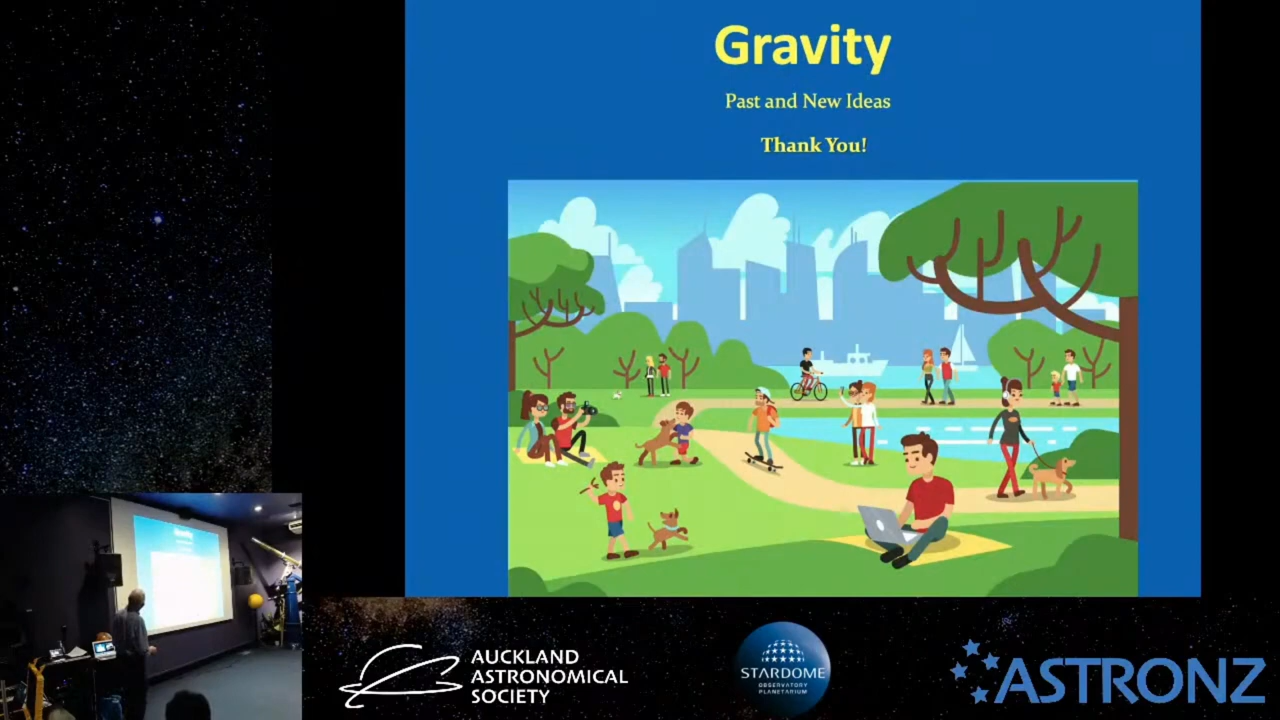 Gravity
Past and New Ideas
Thank You!
AUCKLAND
ASTRONOMICAL
SOCIETY
STARDOME
OBSERVATORY
PLANETARIUM
ASTRONZ